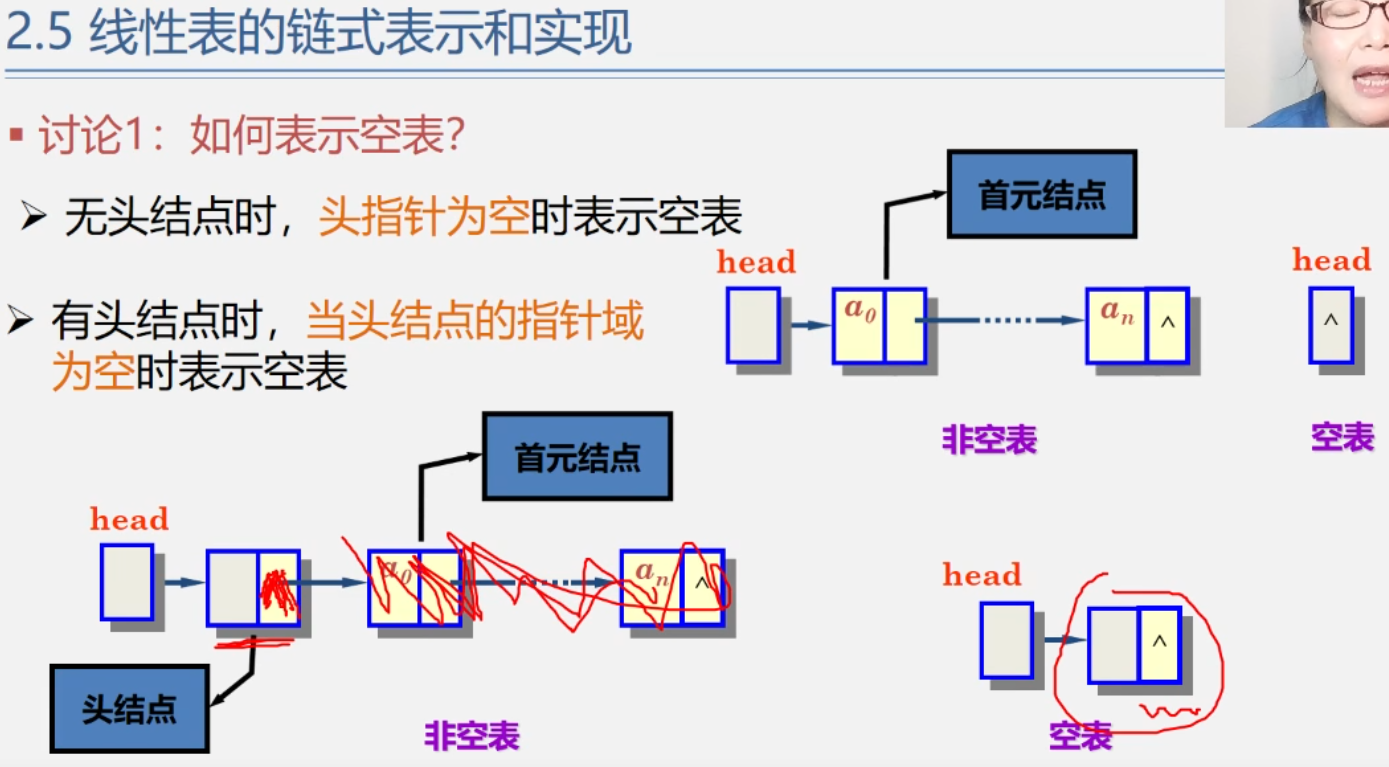 2.5 线性表的链式表示和实现
▪ 讨论1：如何表示空表？
➢ 无头结点时，头指针为空时表示空表
➢ 有头结点时，当头结点的指针域
为空时表示空表
首元结点
head
a0
an ^
head
^
非空表
空表
首元结点
head
a0
an ^
头结点
非空表
head
^
空表